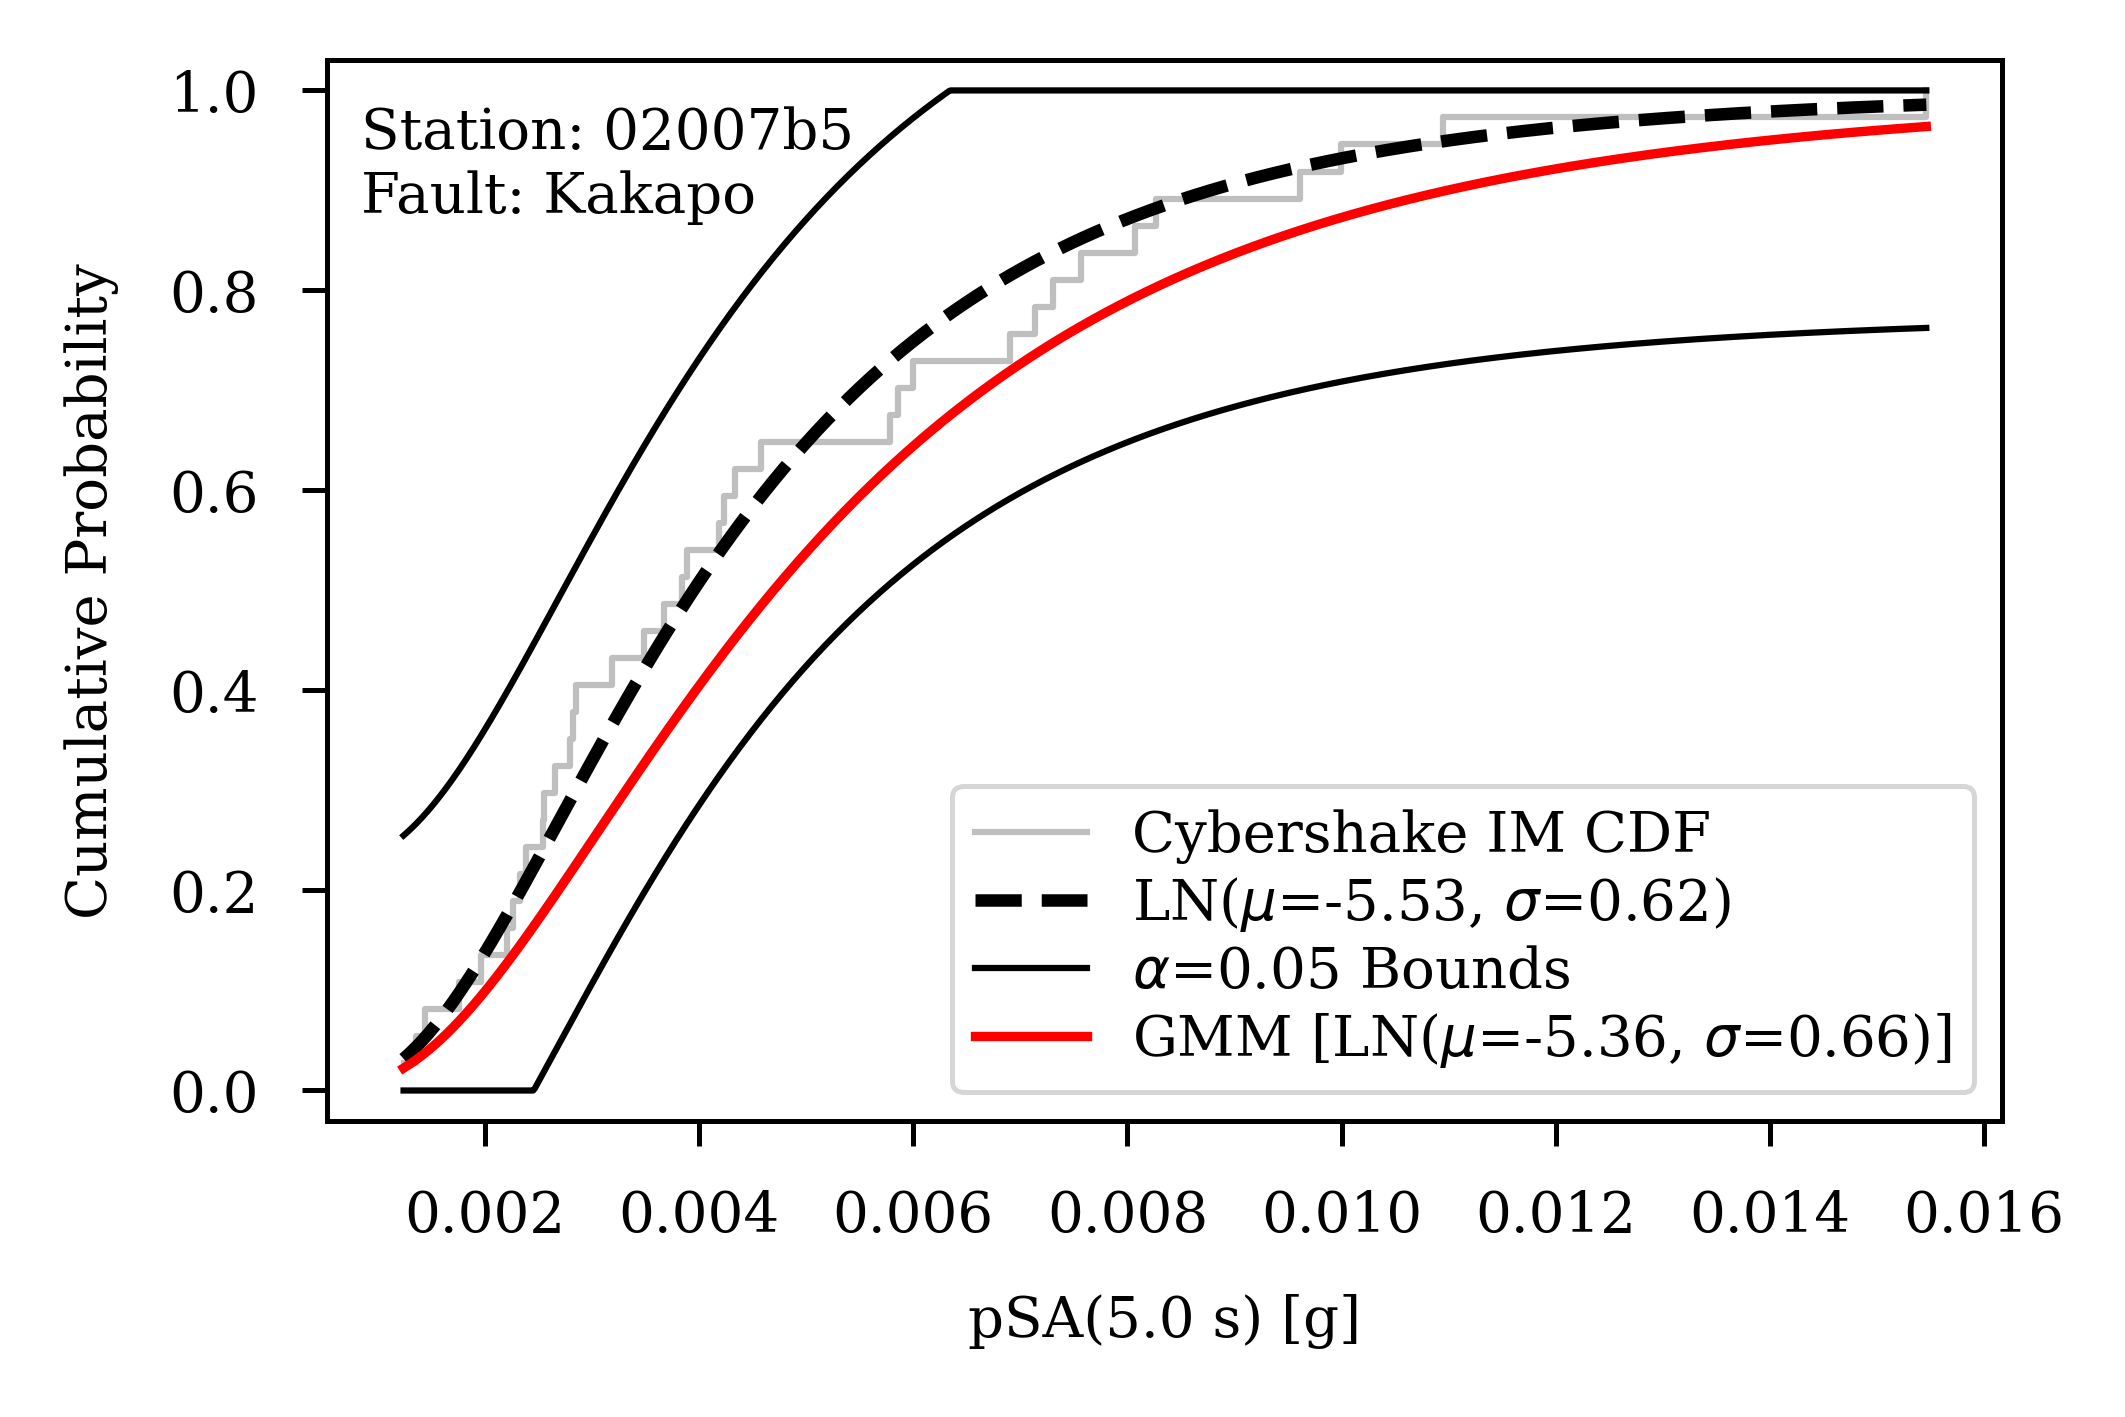 Station: 02007b5
Fault: Kakapo
Cumulative Probability
1.0
0.8
0.6
0.4
0.2
0.0
Cybershake IM CDF
LN(μ=-5.53, σ=0.62)
α=0.05 Bounds
GMM [LN(μ=-5.36, σ=0.66)]
0.002 0.004 0.006 0.008 0.010 0.012 0.014 0.016
pSA(5.0 s) [g]